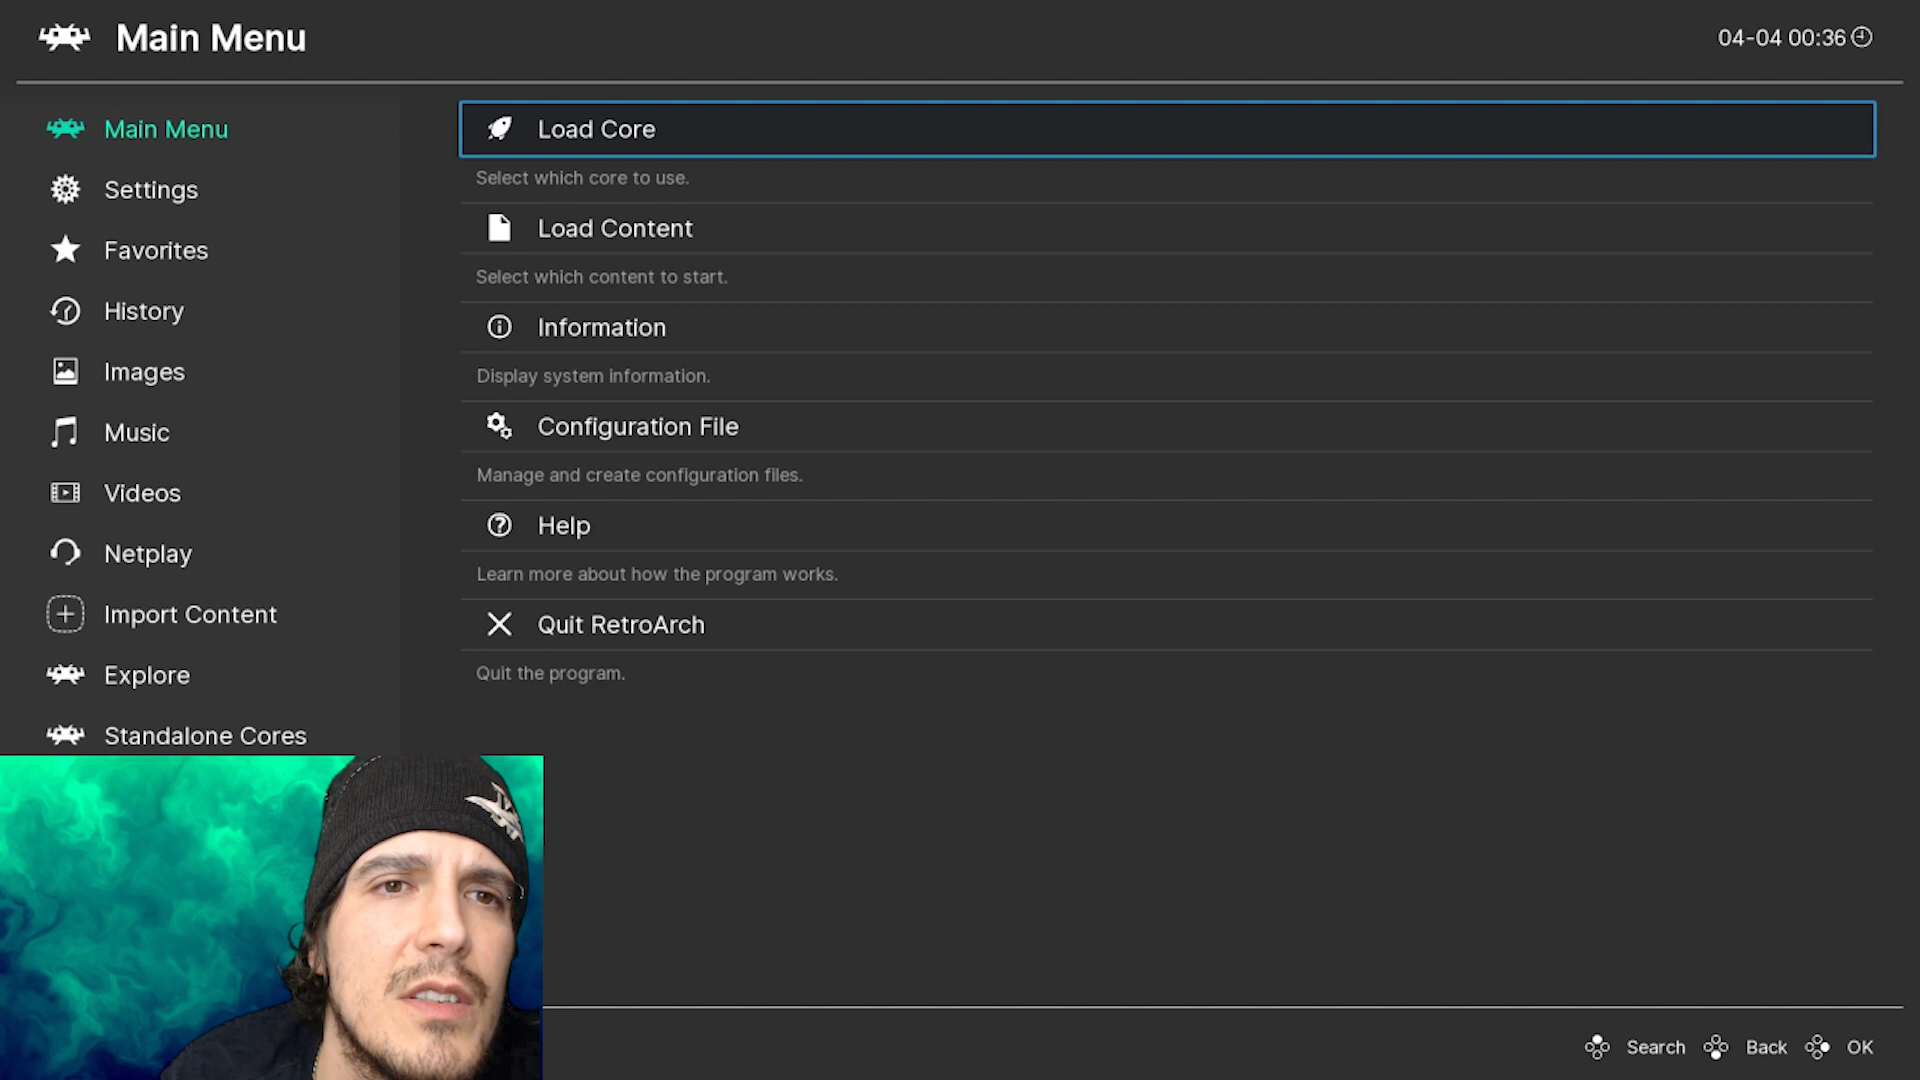 Main Menu
04-04 00:36
Main Menu
Settings
Favorites
History
Images
Music
Videos
Netplay
Import Content
Explore
Standalone Cores
Load Core
Select which core to use.
Load Content
Select which content to start.
Information
Display system information.
Configuration File
Manage and create configuration files.
Help
Learn more about how the program works.
Quit RetroArch
Quit the program.
Search
Back
OK